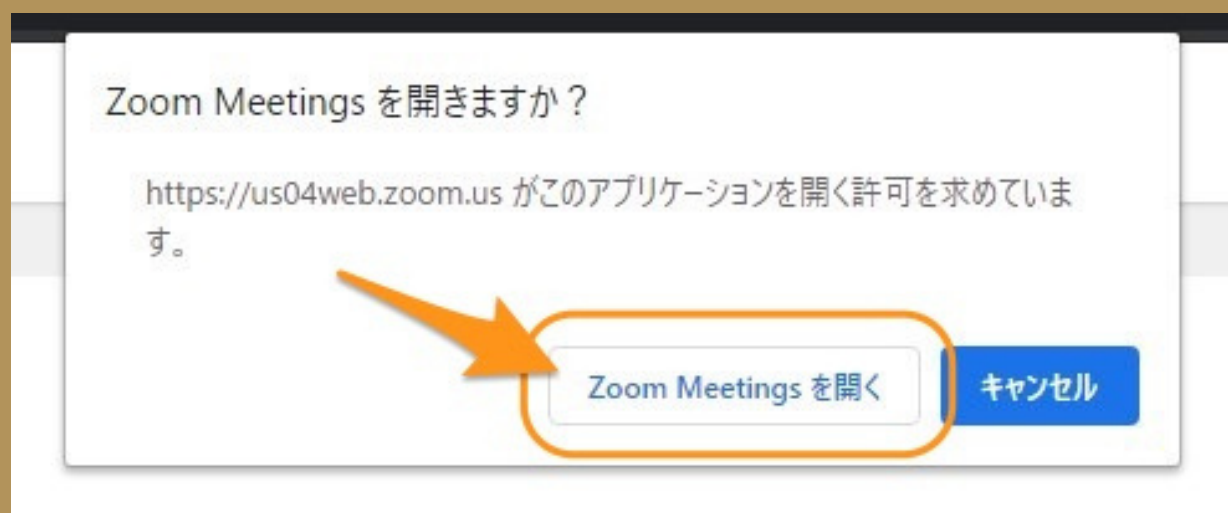 Zoom Meetings を開きますか？
https://us04web.zoom.us がこのアプリケーションを開く許可を求めていま
す。
Zoom Meetings を開く
キャンセル